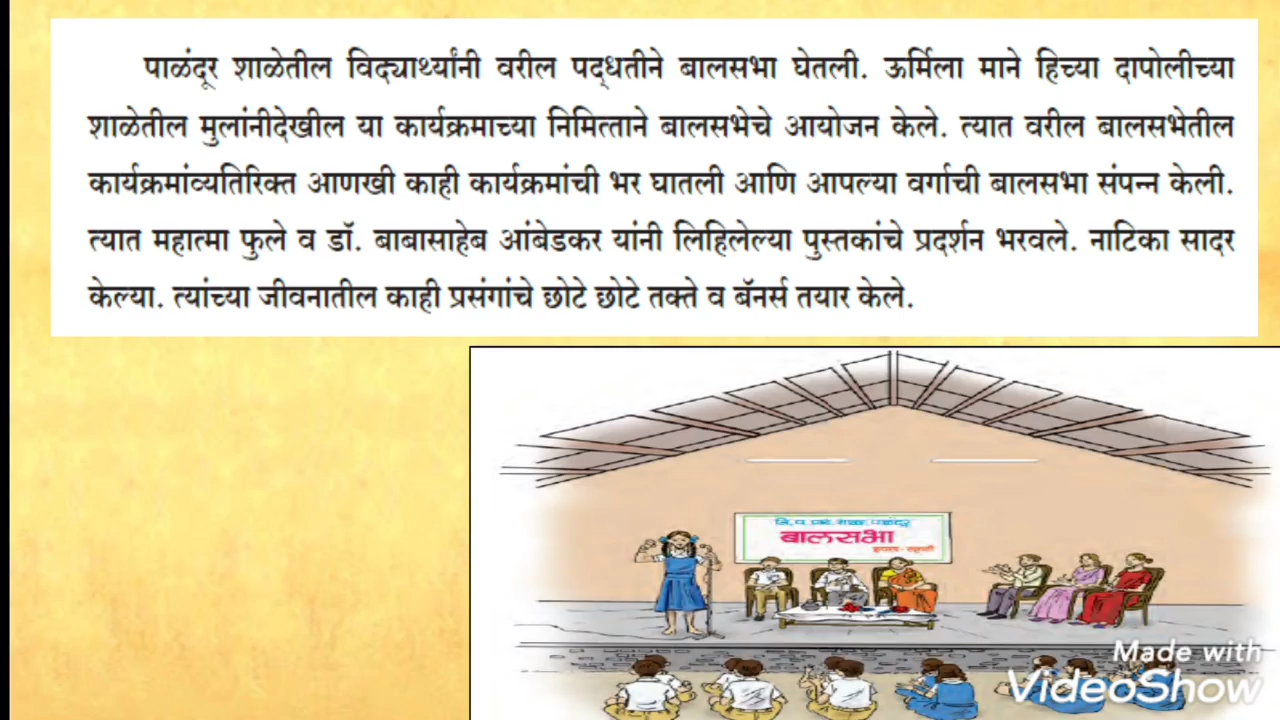 पाळंदूर शाळेतील विद्यार्थ्यांनी वरील पद्धतीने बालसभा घेतली. ऊर्मिला माने हिच्या दापोलीच्या
शाळेतील मुलांनीदेखील या कार्यक्रमाच्या निमित्ताने बालसभेचे आयोजन केले. त्यात वरील बालसभेतील
कार्यक्रमांव्यतिरिक्त आणखी काही कार्यक्रमांची भर घातली आणि आपल्या वर्गाची बालसभा संपन्न केली.
त्यात महात्मा फुले व डॉ. बाबासाहेब आंबेडकर यांनी लिहिलेल्या पुस्तकांचे प्रदर्शन भरवले. नाटिका सादर
केल्या. त्यांच्या जीवनातील काही प्रसंगांचे छोटे छोटे तक्ते व बॅनर्स तयार केले.
बालसभा
Made with
VideoShow